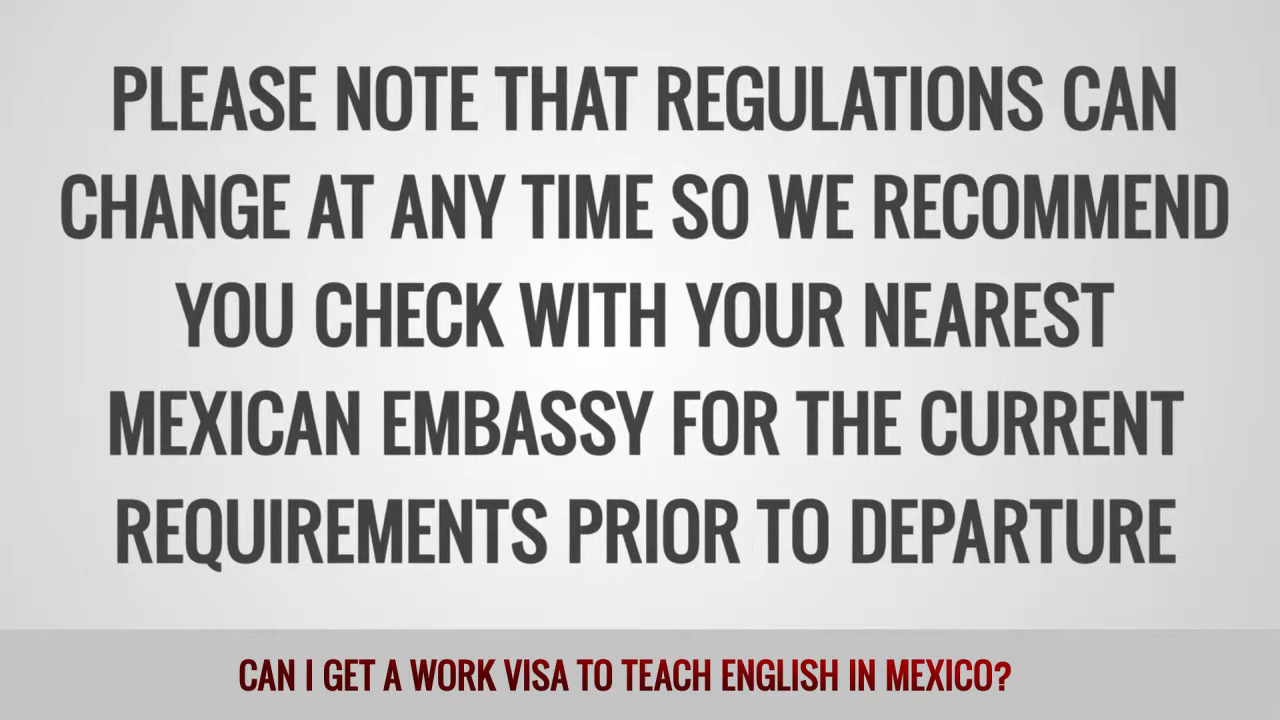 PLEASE NOTE THAT REGULATIONS CAN
CHANGE AT ANY TIME SO WE RECOMMEND
YOU CHECK WITH YOUR NEAREST
MEXICAN EMBASSY FOR THE CURRENT
REQUIREMENTS PRIOR TO DEPARTURE
CAN I GET A WORK VISA TO TEACH ENGLISH IN MEXICO?